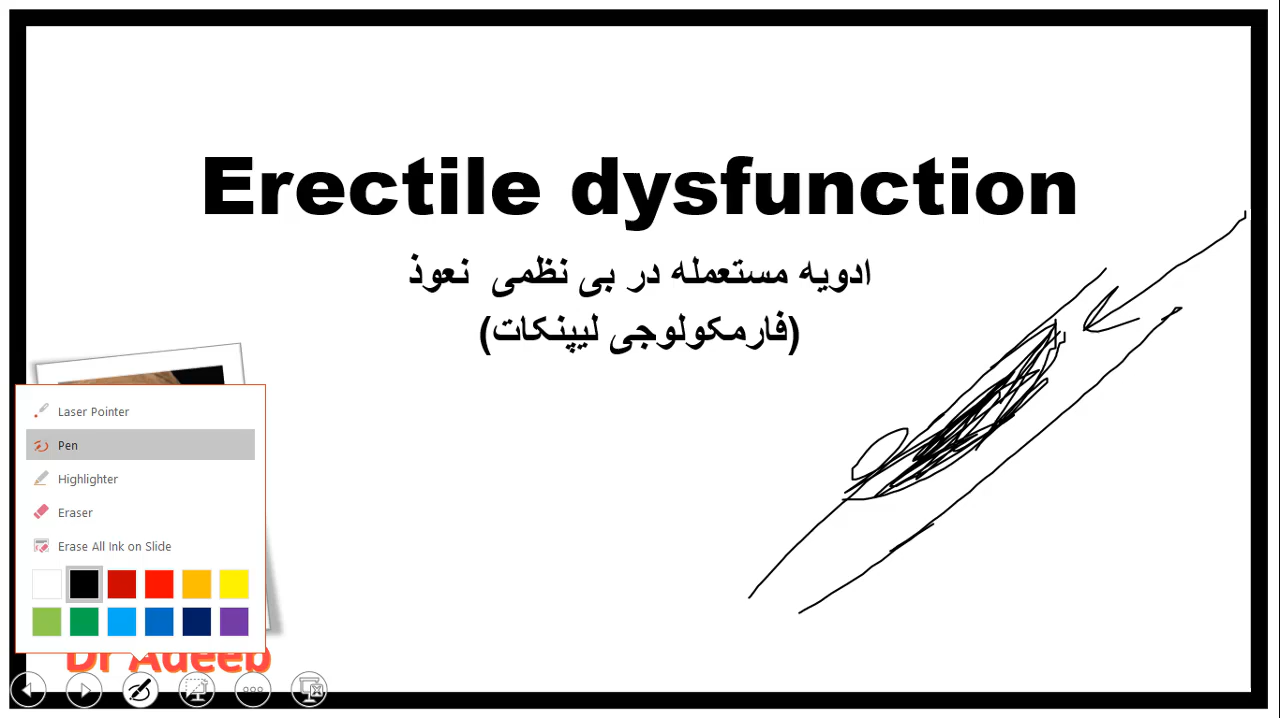 Erectile dysfunction
ادویه مستعمله در بی نظمی نعوذ
(فارمکولوجی لیپنکات)
Laser Pointer
Pen
Highlighter
Eraser
Erase All Ink on Slide
Dr Adeeb